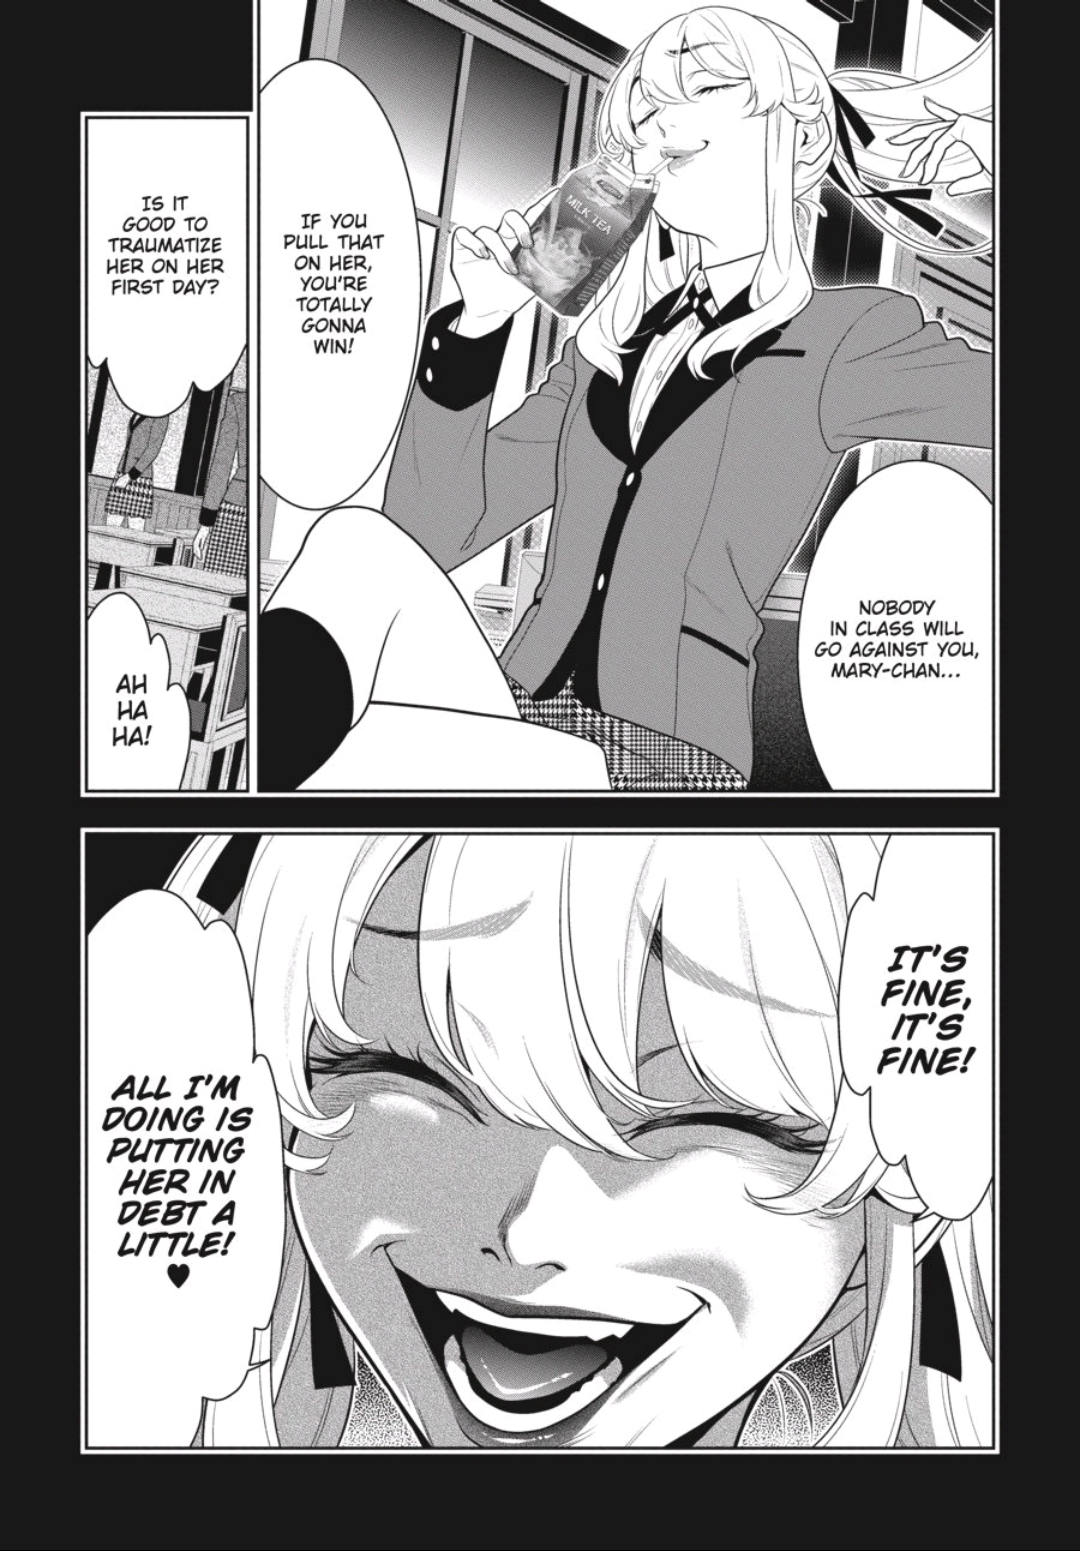 NOBODY
IN CLASS WILL
GO AGAINST YOU,
MARY-CHAN...
MILK TEA
IF YOU
PULL THAT
ON HER,
YOU'RE
TOTALLY
GONNA
WIN!
IS IT
GOOD TO
TRAUMATIZE
HER ON HER
FIRST DAY?
AH
HA
HA!
IT'S
FINE,
IT'S
FINE!
ALL I'M
DOING IS
PUTTING
HER IN
DEBT A
LITTLE!
♥